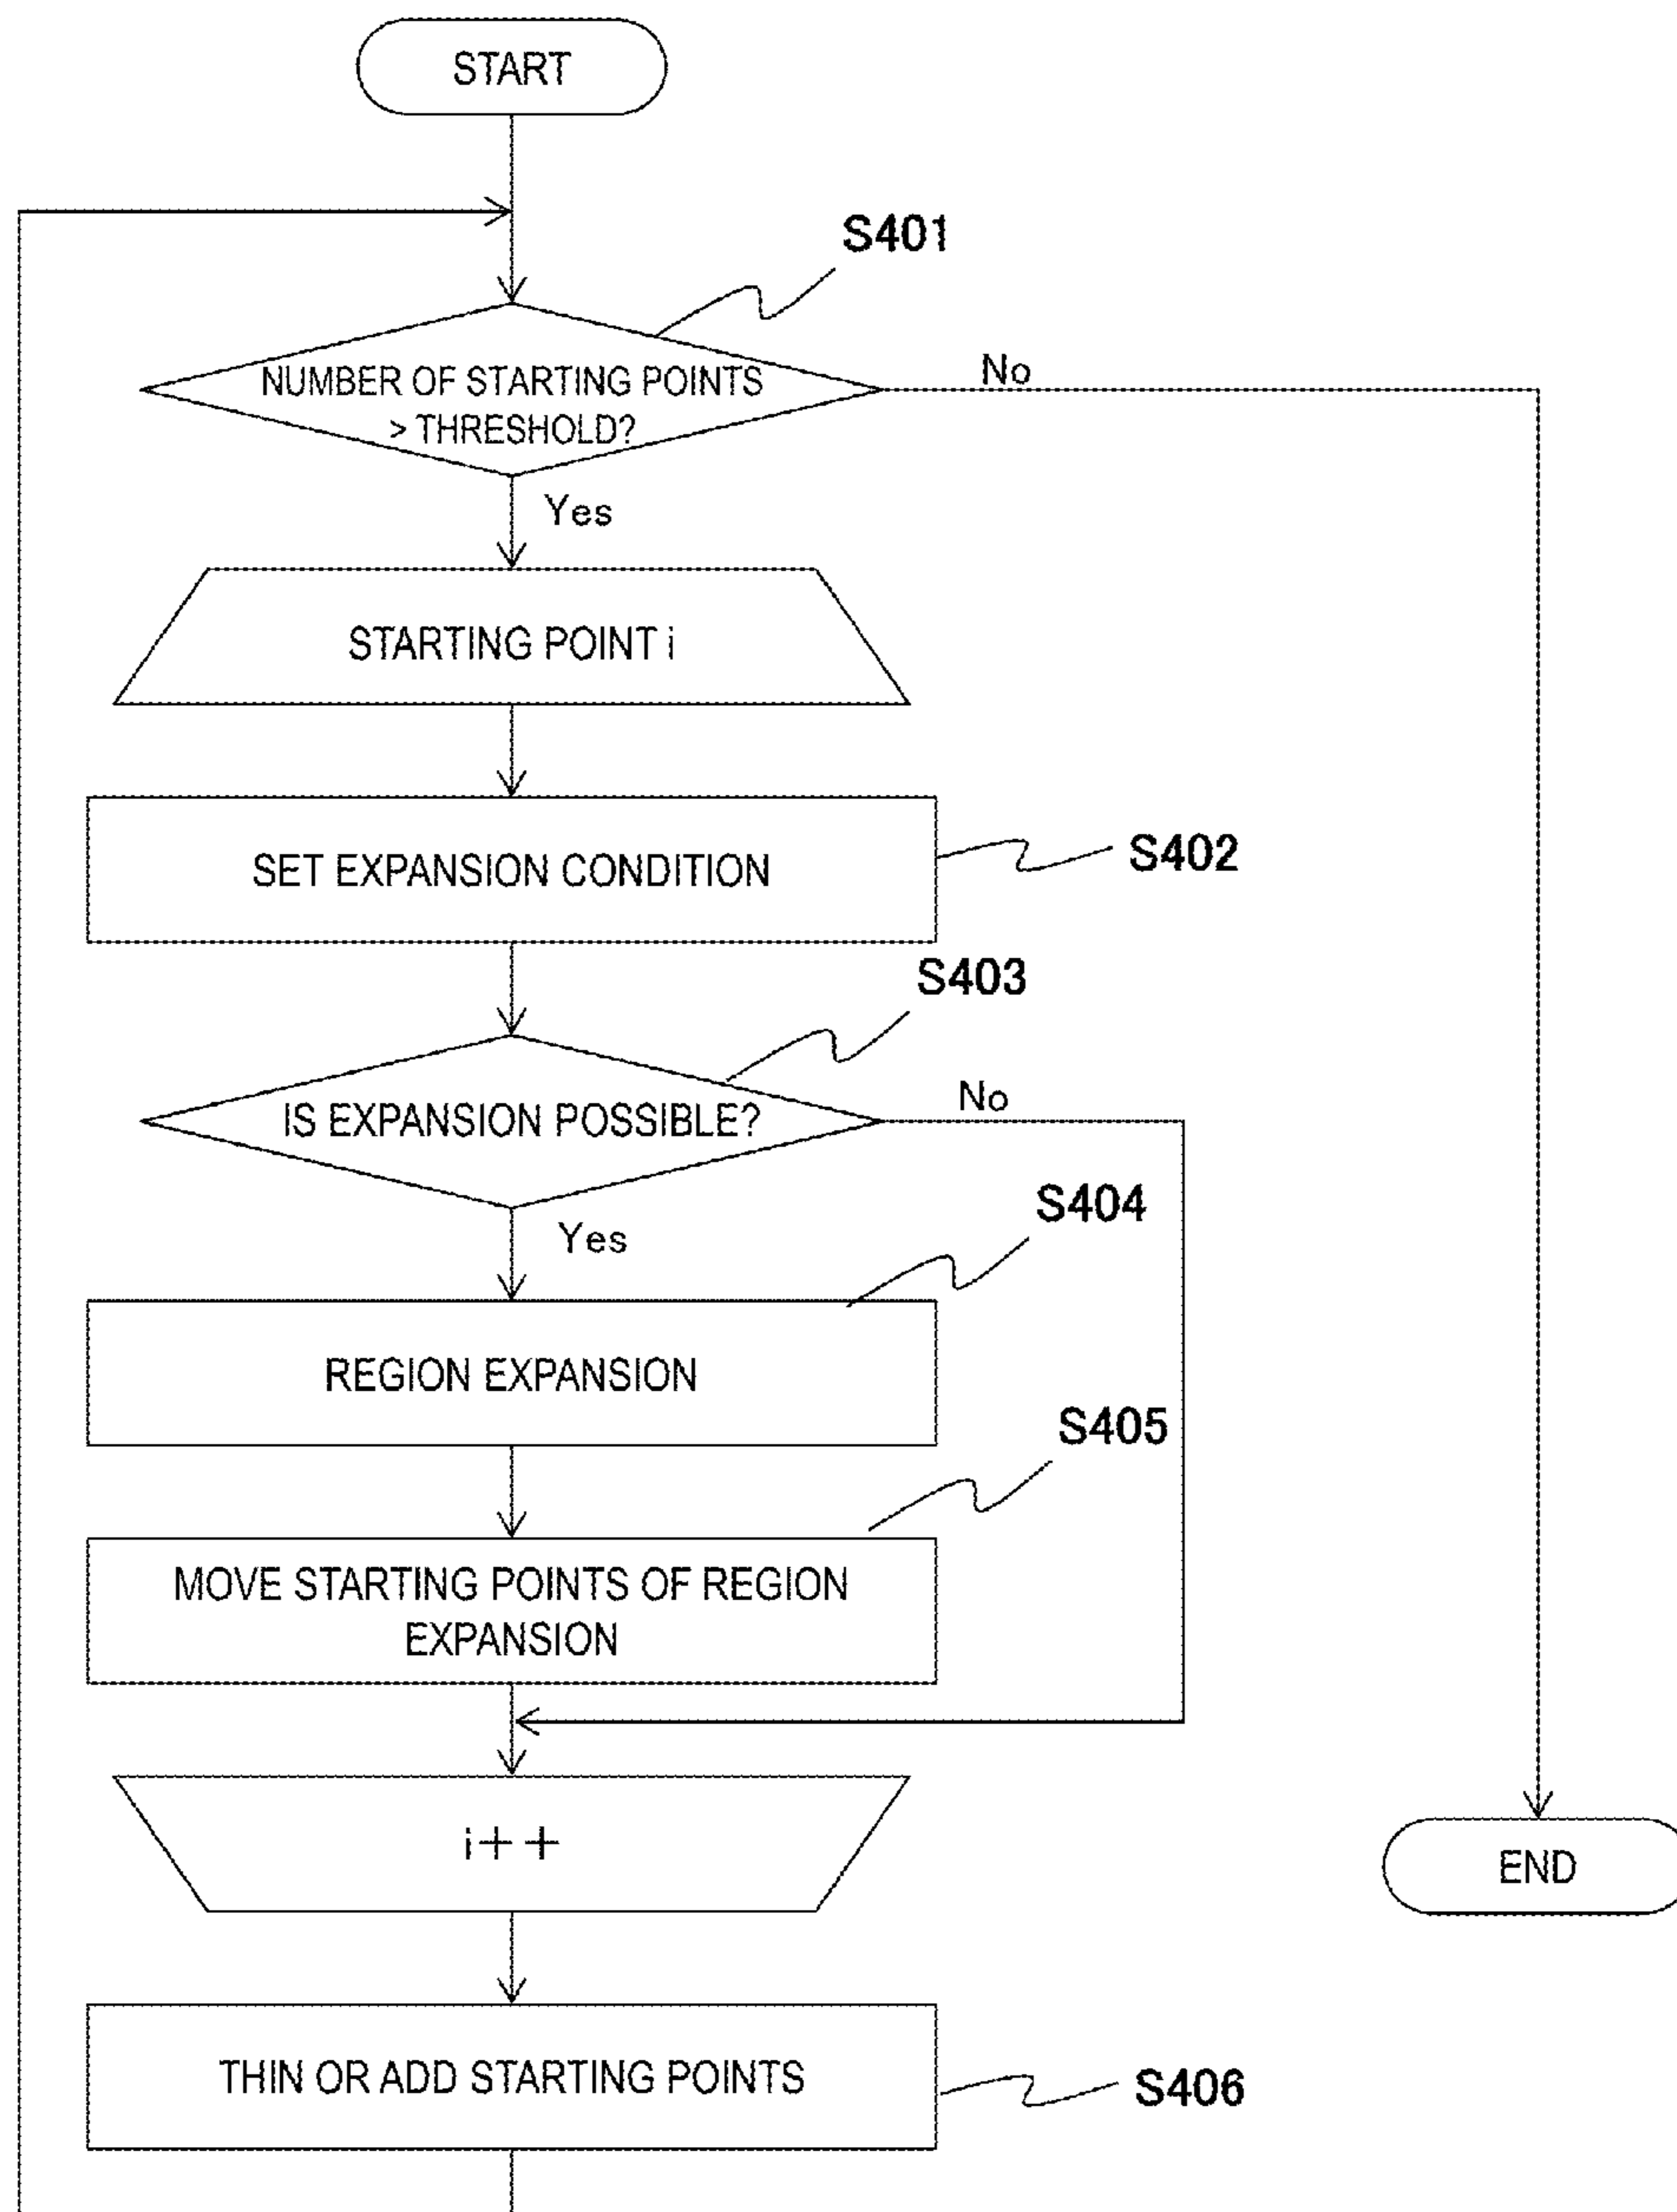 START
S401
NUMBER OF STARTING POINTS
> THRESHOLD?
No
Yes
STARTING POINT i
SET EXPANSION CONDITION
S402
S403
IS EXPANSION POSSIBLE?
No
Yes
S404
REGION EXPANSION
S405
MOVE STARTING POINTS OF REGION
EXPANSION
i++
END
THIN OR ADD STARTING POINTS
S406